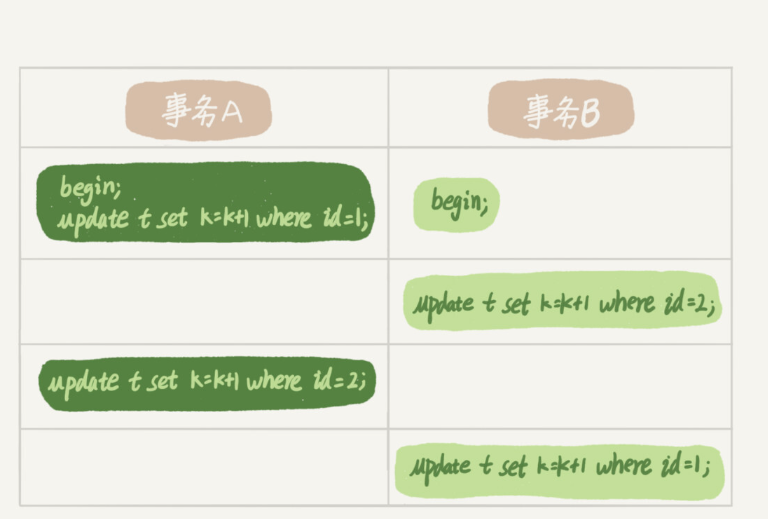 事务A
事务B
begin;
update t set k=k+1 where id=1;
begin;
update t set k=k+1 where id=2;
update t set k=k+1 where id=2;
update t set k=k+1 where id=1;